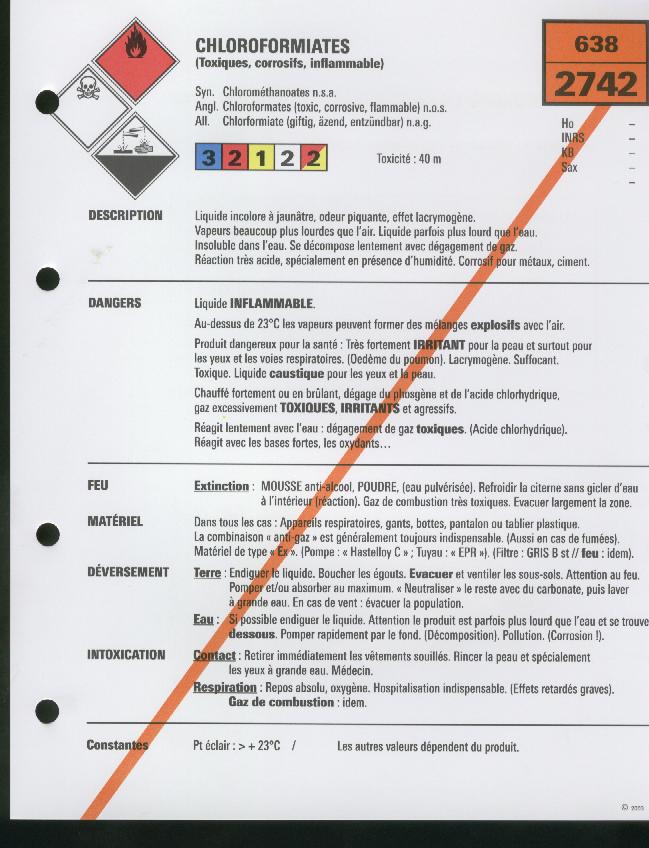 CHLOROFORMIATES
(Toxiques, corrosifs, inflammable)
638
2742
Syn. Chlorométhanoates n.s.a.
Angl. Chloroformates (toxic, corrosive, flammable) n.o.s.
All. Chlorformiate (giftig, äzend, entzündbar) n.a.g.
Ho –
INRS –
KB –
Sax –
–
3 2 1 2 2
Toxicité : 40 m
DESCRIPTION
Liquide incolore à jaunâtre, odeur piquante, effet lacrymogène.
Vapeurs beaucoup plus lourdes que l'air. Liquide parfois plus lourd que l'eau.
Insoluble dans l'eau. Se décompose lentement avec dégagement de gaz.
Réaction très acide, spécialement en présence d'humidité. Corrosif pour métaux, ciment.
DANGERS
Liquide INFLAMMABLE.
Au-dessus de 23°C les vapeurs peuvent former des mélanges explosifs avec l'air.
Produit dangereux pour la santé : Très fortement IRRITANT pour la peau et surtout pour
les yeux et les voies respiratoires. (Oedème du poumon). Lacrymogène. Suffocant.
Toxique. Liquide caustique pour les yeux et la peau.
Chauffé fortement ou en brûlant, dégage du phosgène et de l'acide chlorhydrique,
gaz excessivement TOXIQUES, IRRITANTS et agressifs.
Réagit lentement avec l'eau : dégagement de gaz toxiques. (Acide chlorhydrique).
Réagit avec les bases fortes, les oxydants...
FEU
Extinction : MOUSSE anti-alcool, POUDRE, (eau pulvérisée). Refroidir la citerne sans gicler d'eau
à l'intérieur (réaction). Gaz de combustion très toxiques. Evacuer largement la zone.
MATÉRIEL
Dans tous les cas : Appareils respiratoires, gants, bottes, pantalon ou tablier plastique.
La combinaison « anti-gaz » est généralement toujours indispensable. (Aussi en cas de fumées).
Matériel de type « Ex ». (Pompe : « Hastelloy C » ; Tuyau : « EPR »). (Filtre : GRIS B st // feu : idem).
DÉVERSEMENT
Terre : Endiguer le liquide. Boucher les égouts. Evacuer et ventiler les sous-sols. Attention au feu.
Pomper et/ou absorber au maximum. « Neutraliser » le reste avec du carbonate, puis laver
à grande eau. En cas de vent : évacuer la population.
Eau : Si possible endiguer le liquide. Attention le produit est parfois plus lourd que l'eau et se trouve
dessous. Pomper rapidement par le fond. (Décomposition). Pollution. (Corrosion !).
INTOXICATION
Contact : Retirer immédiatement les vêtements souillés. Rincer la peau et spécialement
les yeux à grande eau. Médecin.
Respiration : Repos absolu, oxygène. Hospitalisation indispensable. (Effets retardés graves).
Gaz de combustion : idem.
Constantes
Pt éclair : > + 23°C / Les autres valeurs dépendent du produit.
© 2003